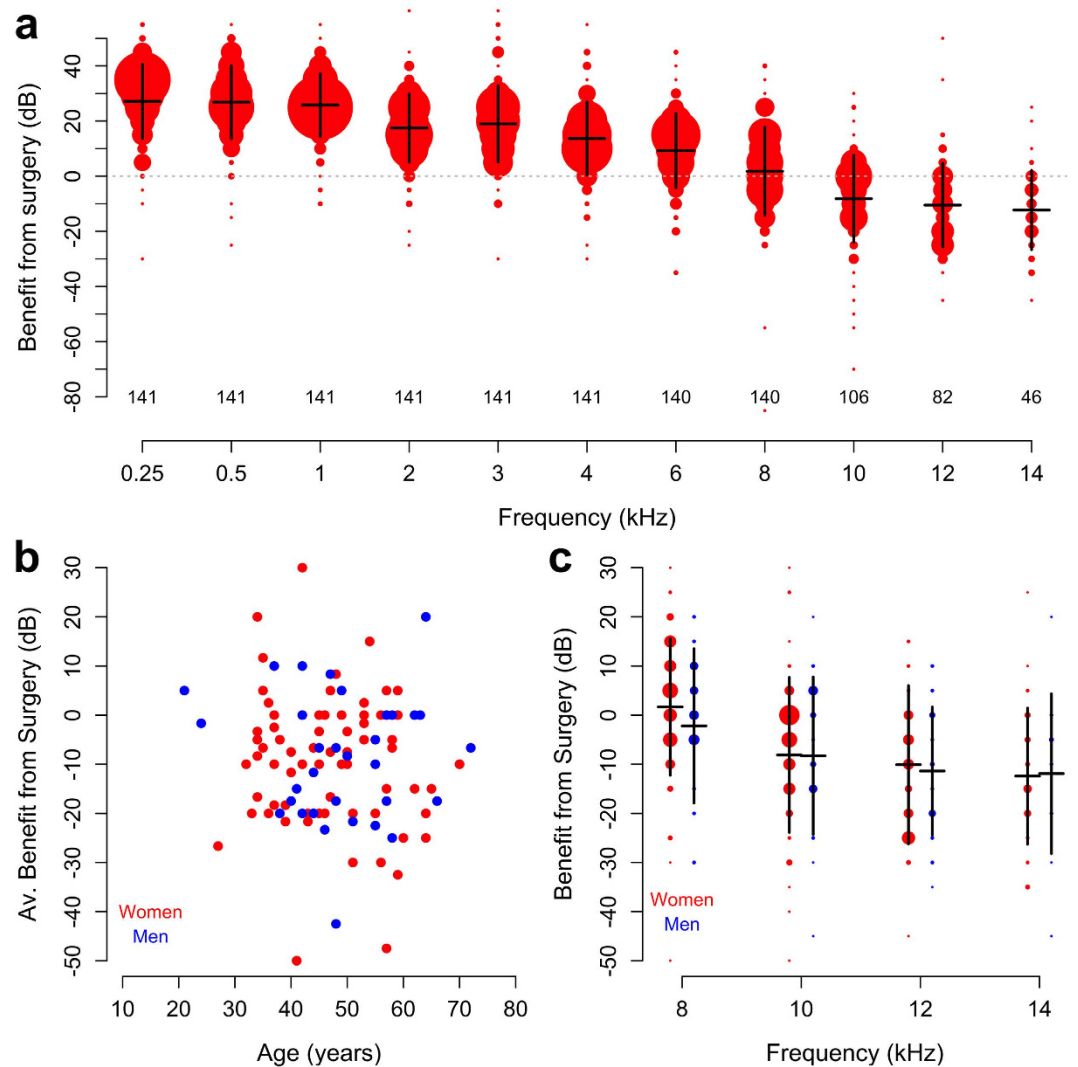 a
Benefit from surgery (dB)
40
20
0
-20
-40
-60
-80
141 141 141 141 141 141 140 140 106 82 46
0.25 0.5 1 2 3 4 6 8 10 12 14
Frequency (kHz)
b
Av. Benefit from Surgery (dB)
30
20
10
0
-10
-20
-30
-40
-50
Women
Men
10 20 30 40 50 60 70 80
Age (years)
c
Benefit from Surgery (dB)
30
20
10
0
-10
-20
-30
-40
-50
Women
Men
8 10 12 14
Frequency (kHz)